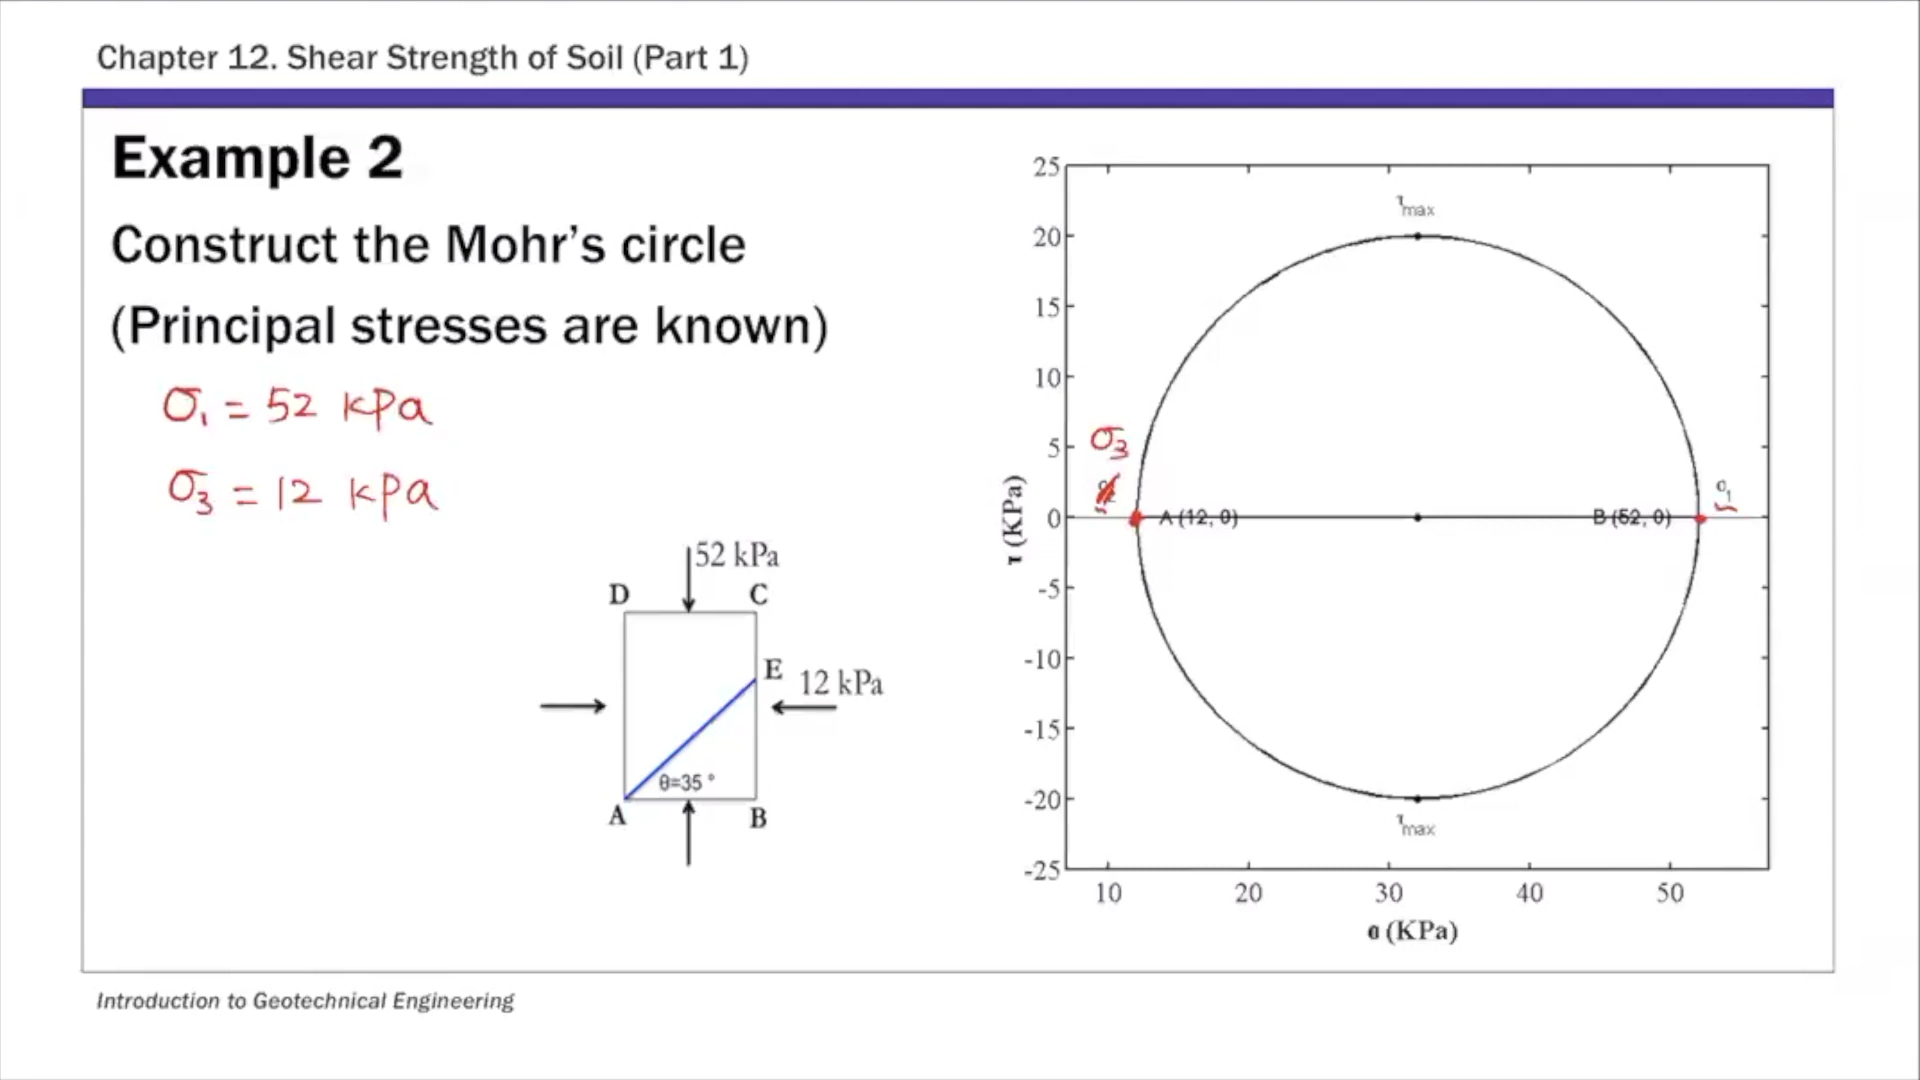 Chapter 12. Shear Strength of Soil (Part 1)
Example 2
Construct the Mohr's circle
(Principal stresses are known)
σ₁ = 52 kPa
σ₃ = 12 kPa
52 kPa
D C
E
12 kPa
θ=35 °
A B
25
20
15
10
5
0
-5
-10
-15
-20
-25
τ (KPa)
τmax
σ₃
A (12, 0)
B (52, 0)
σ₁
τmax
10 20 30 40 50
σ (KPa)
Introduction to Geotechnical Engineering